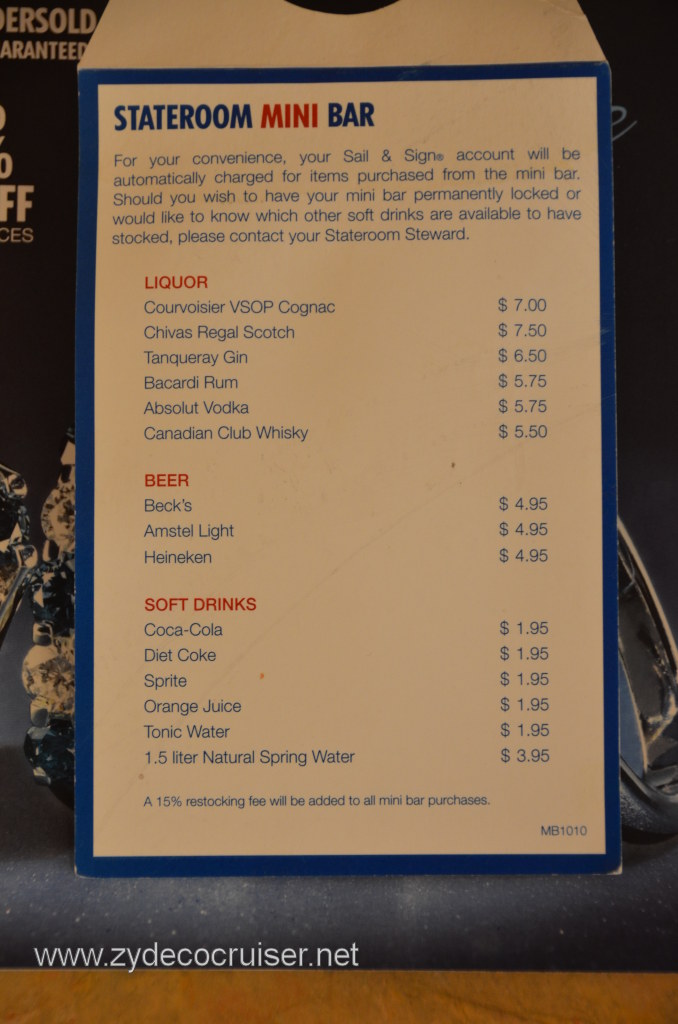 DERSOLD
ARANTEED
FF
CES
STATEROOM MINI BAR
For your convenience, your Sail & Sign® account will be
automatically charged for items purchased from the mini bar.
Should you wish to have your mini bar permanently locked or
would like to know which other soft drinks are available to have
stocked, please contact your Stateroom Steward.
LIQUOR
Courvoisier VSOP Cognac $ 7.00
Chivas Regal Scotch $ 7.50
Tanqueray Gin $ 6.50
Bacardi Rum $ 5.75
Absolut Vodka $ 5.75
Canadian Club Whisky $ 5.50
BEER
Beck's $ 4.95
Amstel Light $ 4.95
Heineken $ 4.95
SOFT DRINKS
Coca-Cola $ 1.95
Diet Coke $ 1.95
Sprite $ 1.95
Orange Juice $ 1.95
Tonic Water $ 1.95
1.5 liter Natural Spring Water $ 3.95
A 15% restocking fee will be added to all mini bar purchases.
MB1010
www.zydecocruiser.net